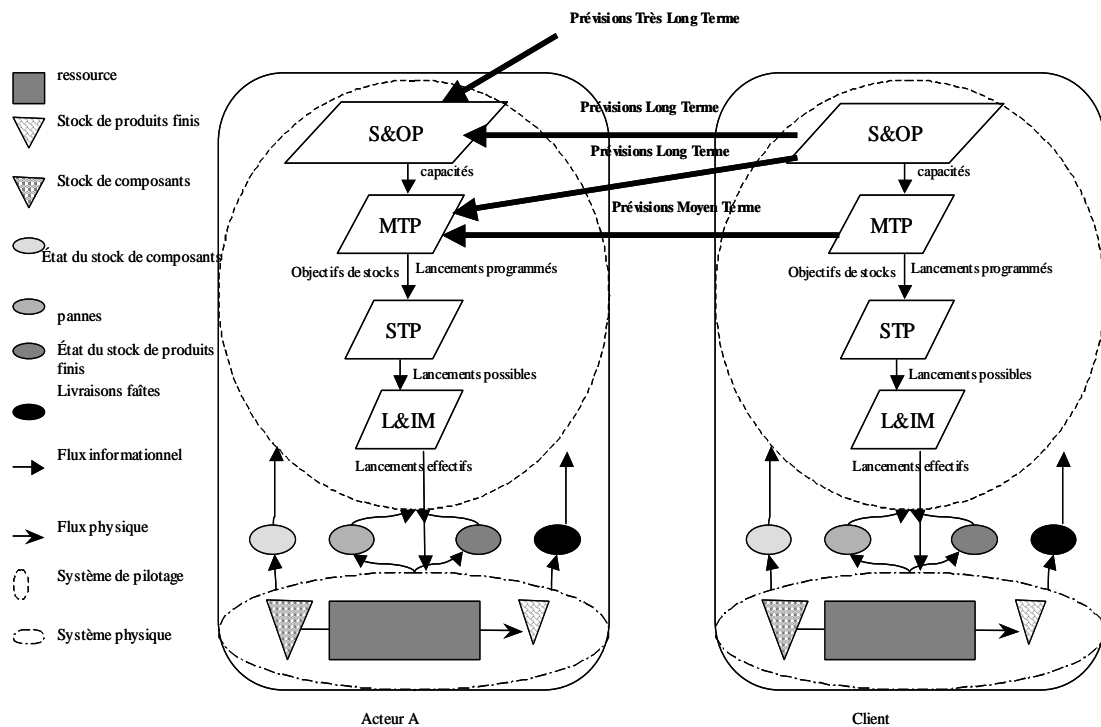 Prévisions Très Long Terme
ressource
Stock de produits finis
Stock de composants
État du stock de composants
pannes
État du stock de produits
finis
Livraisons faîtes
Flux informationnel
Flux physique
Système de pilotage
Système physique
S&OP
capacités
MTP
Objectifs de stocks
Lancements programmés
STP
Lancements possibles
L&IM
Lancements effectifs
Acteur A
Prévisions Long Terme
Prévisions Long Terme
Prévisions Moyen Terme
S&OP
capacités
MTP
Objectifs de stocks
Lancements programmés
STP
Lancements possibles
L&IM
Lancements effectifs
Client